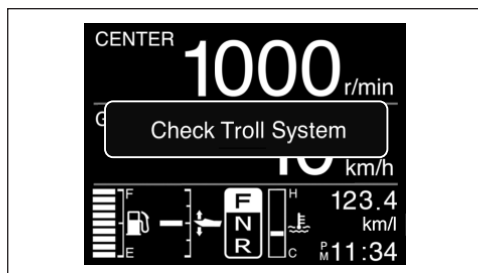 CENTER
1000 r/min
G
Check Troll System
km/h
F
E
F
N
R
H
C
123.4
km/l
PM 11:34